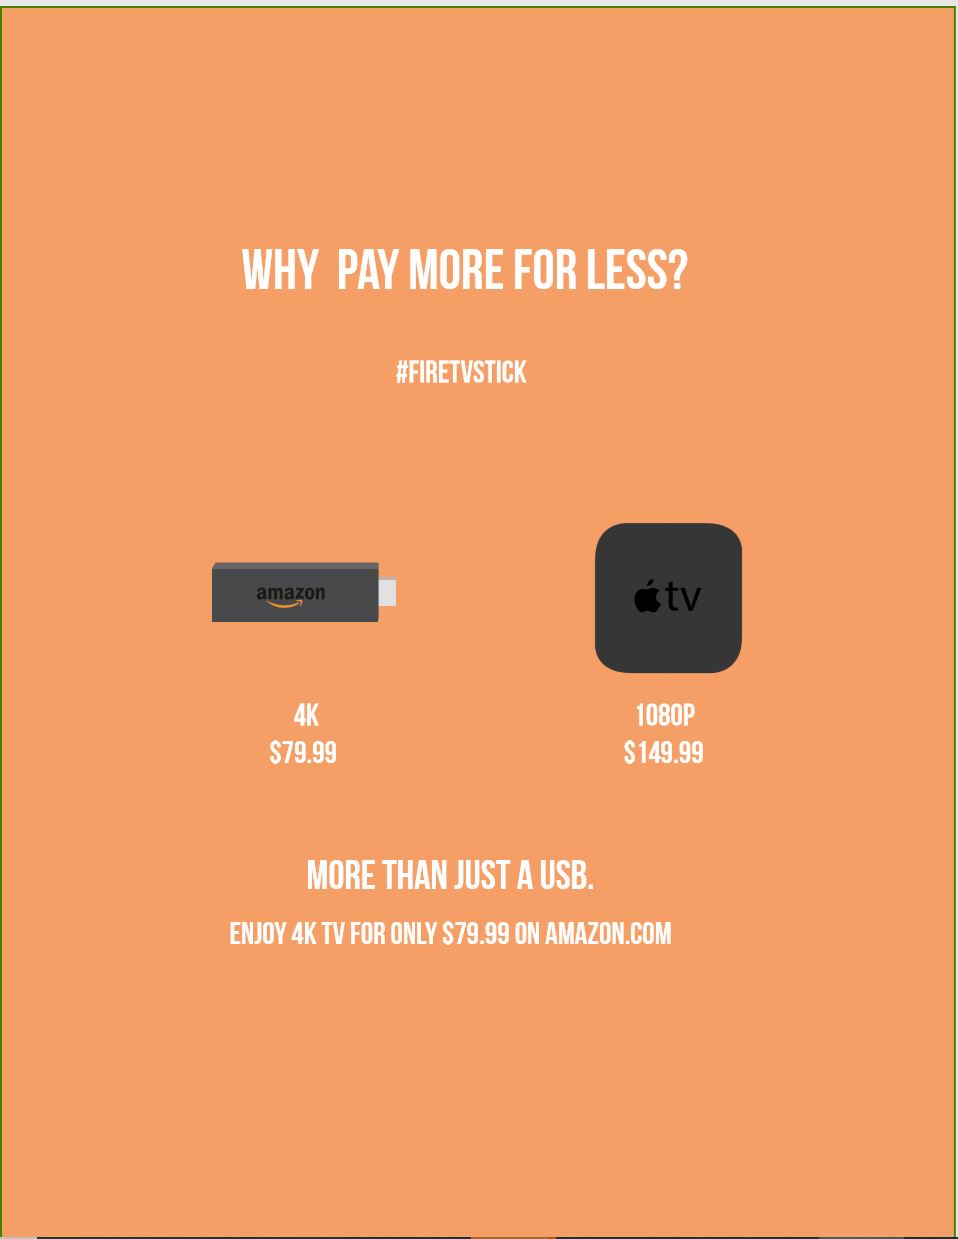 WHY PAY MORE FOR LESS?
#FIRETVSTICK
amazon
tv
4K
1080P
$79.99
$149.99
MORE THAN JUST A USB.
ENJOY 4K TV FOR ONLY $79.99 ON AMAZON.COM